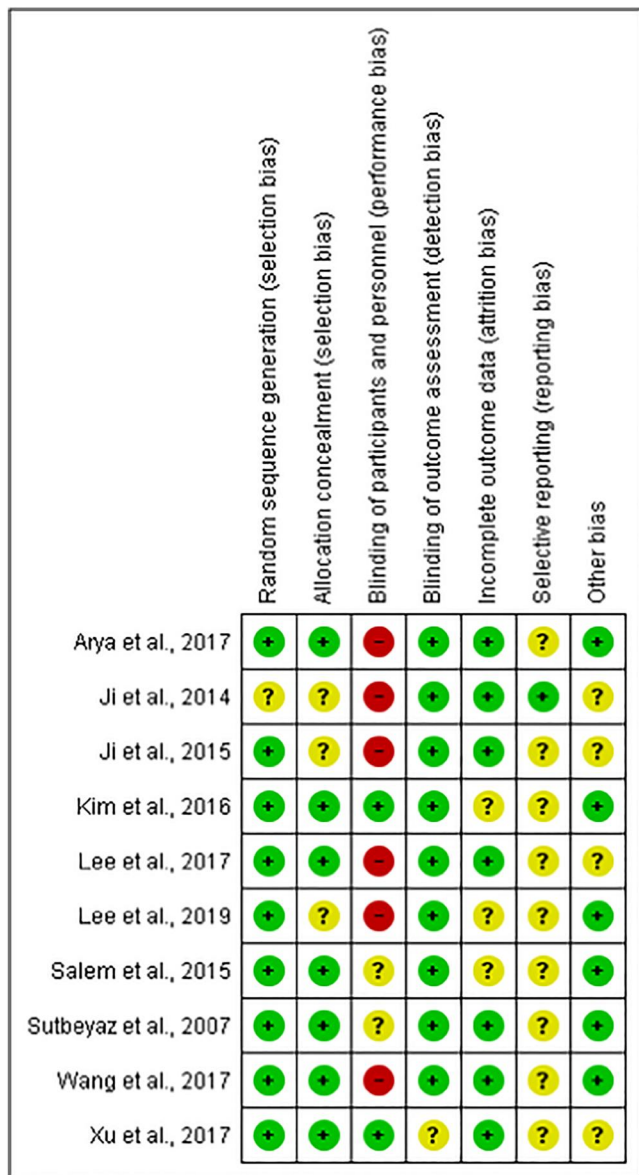 Random sequence generation (selection bias)
Allocation concealment (selection bias)
Blinding of participants and personnel (performance bias)
Blinding of outcome assessment (detection bias)
Incomplete outcome data (attrition bias)
Selective reporting (reporting bias)
Other bias
Arya et al., 2017 + + - + + ? +
Ji et al., 2014 ? ? - + + + ?
Ji et al., 2015 + ? - + + ? ?
Kim et al., 2016 + + + + ? ? +
Lee et al., 2017 + + - + + ? ?
Lee et al., 2019 + ? - + ? ? +
Salem et al., 2015 + + ? + ? ? +
Sutbeyaz et al., 2007 + + ? + + ? +
Wang et al., 2017 + + - + + ? +
Xu et al., 2017 + + + ? + ? ?